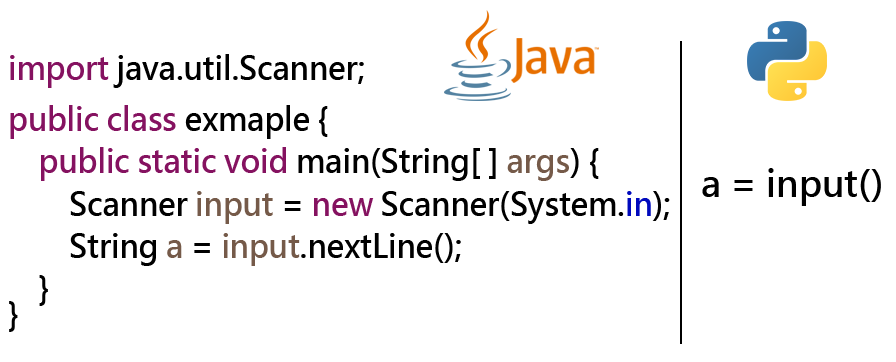 Java™
import java.util.Scanner;
public class exmaple {
public static void main(String[ ] args) {
Scanner input = new Scanner(System.in);
String a = input.nextLine();
}
}
a = input()